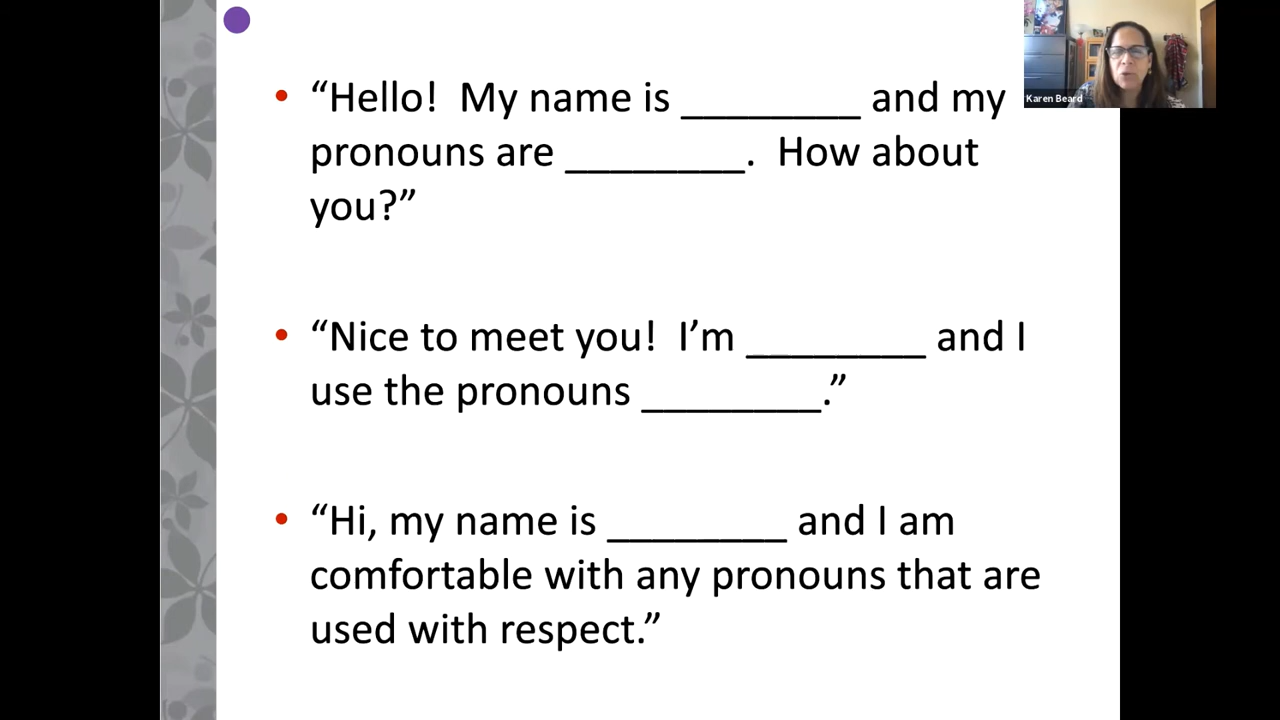 • “Hello!  My name is ________ and my
pronouns are ________.  How about
you?”
• “Nice to meet you!  I’m ________ and I
use the pronouns ________.”
• “Hi, my name is ________ and I am
comfortable with any pronouns that are
used with respect.”
Karen Beard